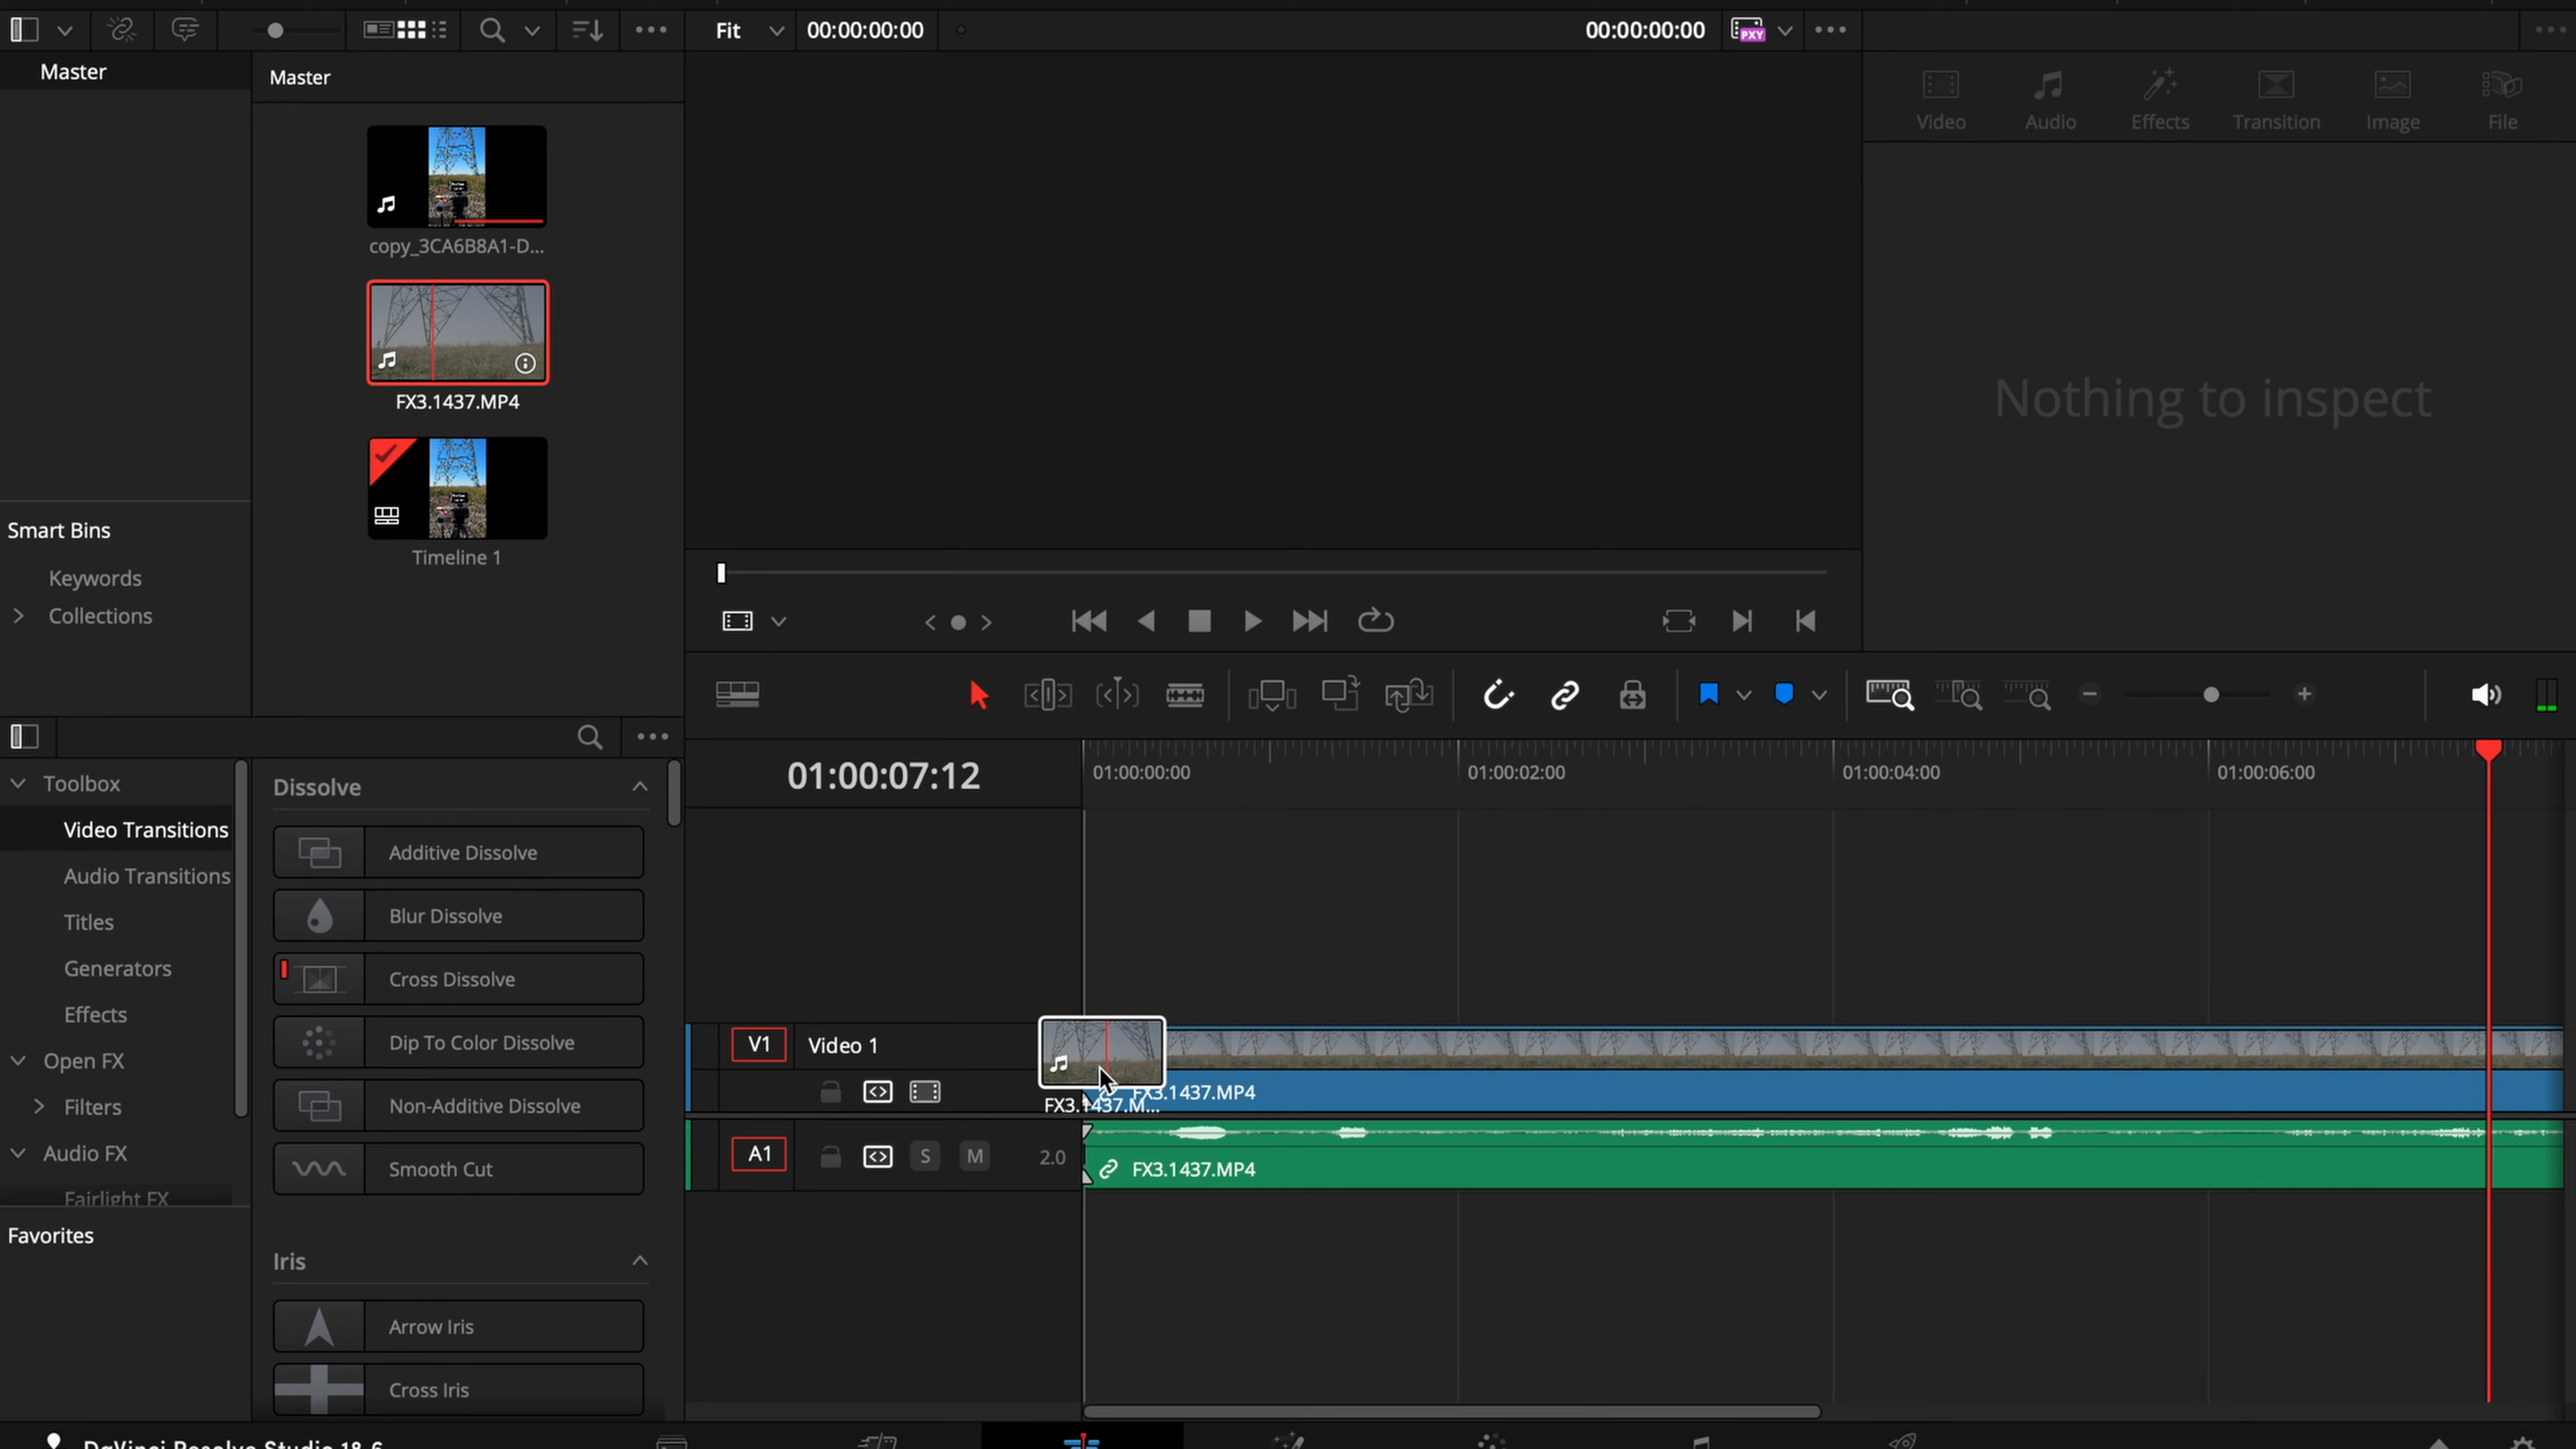 Fit
00:00:00:00
00:00:00:00
PXY
Master
Master
Video
Audio
Effects
Transition
Image
File
copy_3CA6B8A1-D...
FX3.1437.MP4
Timeline 1
Nothing to inspect
Smart Bins
Keywords
Collections
Toolbox
Video Transitions
Audio Transitions
Titles
Generators
Effects
Open FX
Filters
Audio FX
Fairlight FX
Favorites
Dissolve
Additive Dissolve
Blur Dissolve
Cross Dissolve
Dip To Color Dissolve
Non-Additive Dissolve
Smooth Cut
Iris
Arrow Iris
Cross Iris
01:00:07:12
01:00:00:00
01:00:02:00
01:00:04:00
01:00:06:00
V1
Video 1
FX3.1437.M...
FX3.1437.MP4
A1
S
M
2.0
FX3.1437.MP4
DaVinci Resolve Studio 18.6